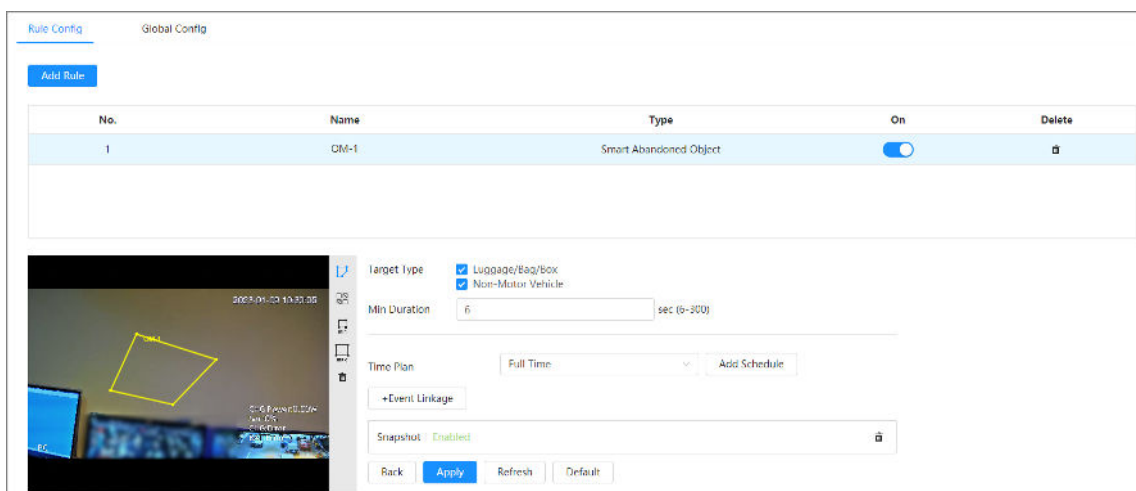 Rule Config Global Config
Add Rule
No. Name Type On Delete
1 OM-1 Smart Abandoned Object
Target Type Luggage/Bag/Box
Non-Motor Vehicle
Min Duration 6 sec (6-300)
OM-1
Time Plan Full Time Add Schedule
+Event Linkage
Snapshot Enabled
Back Apply Refresh Default